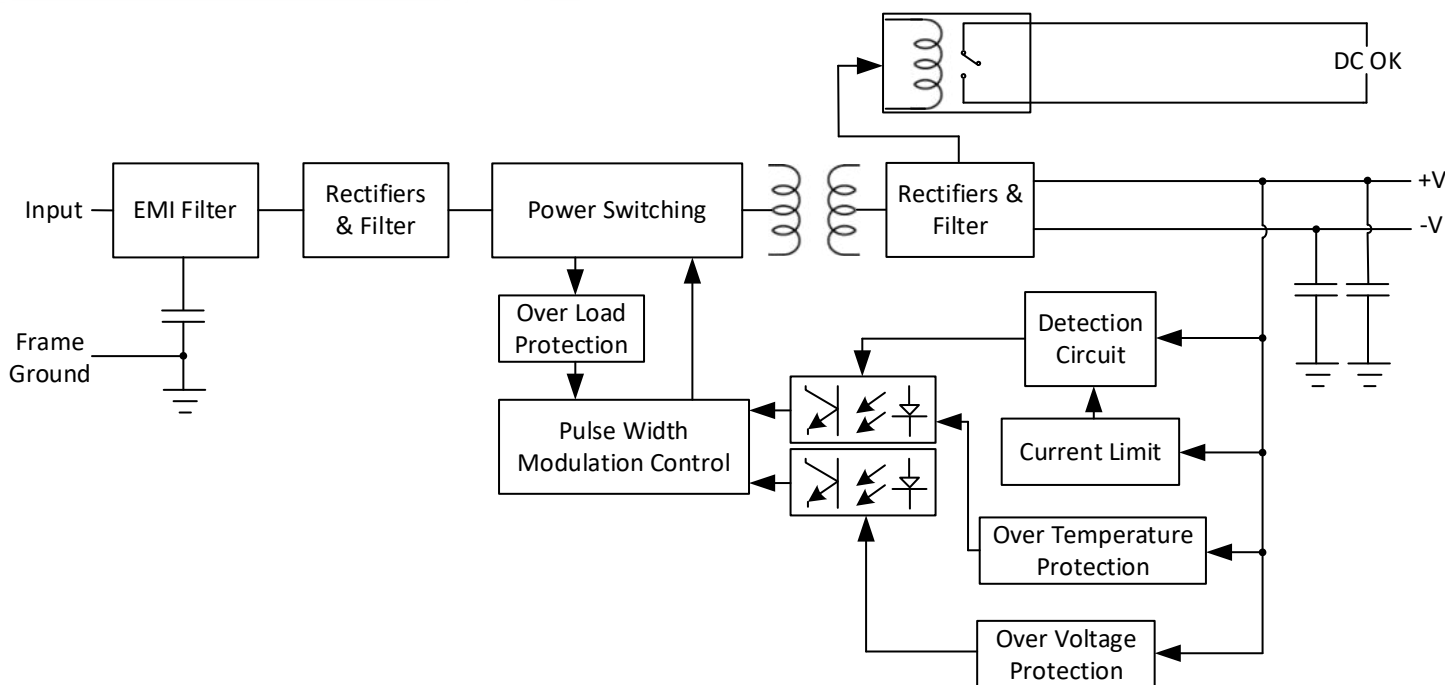 DC OK
Input
EMI Filter
Rectifiers
& Filter
Power Switching
Rectifiers &
Filter
+V
-V
Over Load
Protection
Detection
Circuit
Frame
Ground
Pulse Width
Modulation Control
Current Limit
Over Temperature
Protection
Over Voltage
Protection